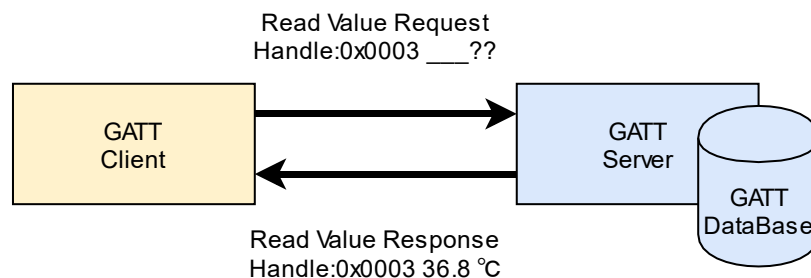 Read Value Request
Handle:0x0003 ___??
GATT
Client
GATT
Server
GATT
DataBase
Read Value Response
Handle:0x0003 36.8 ℃